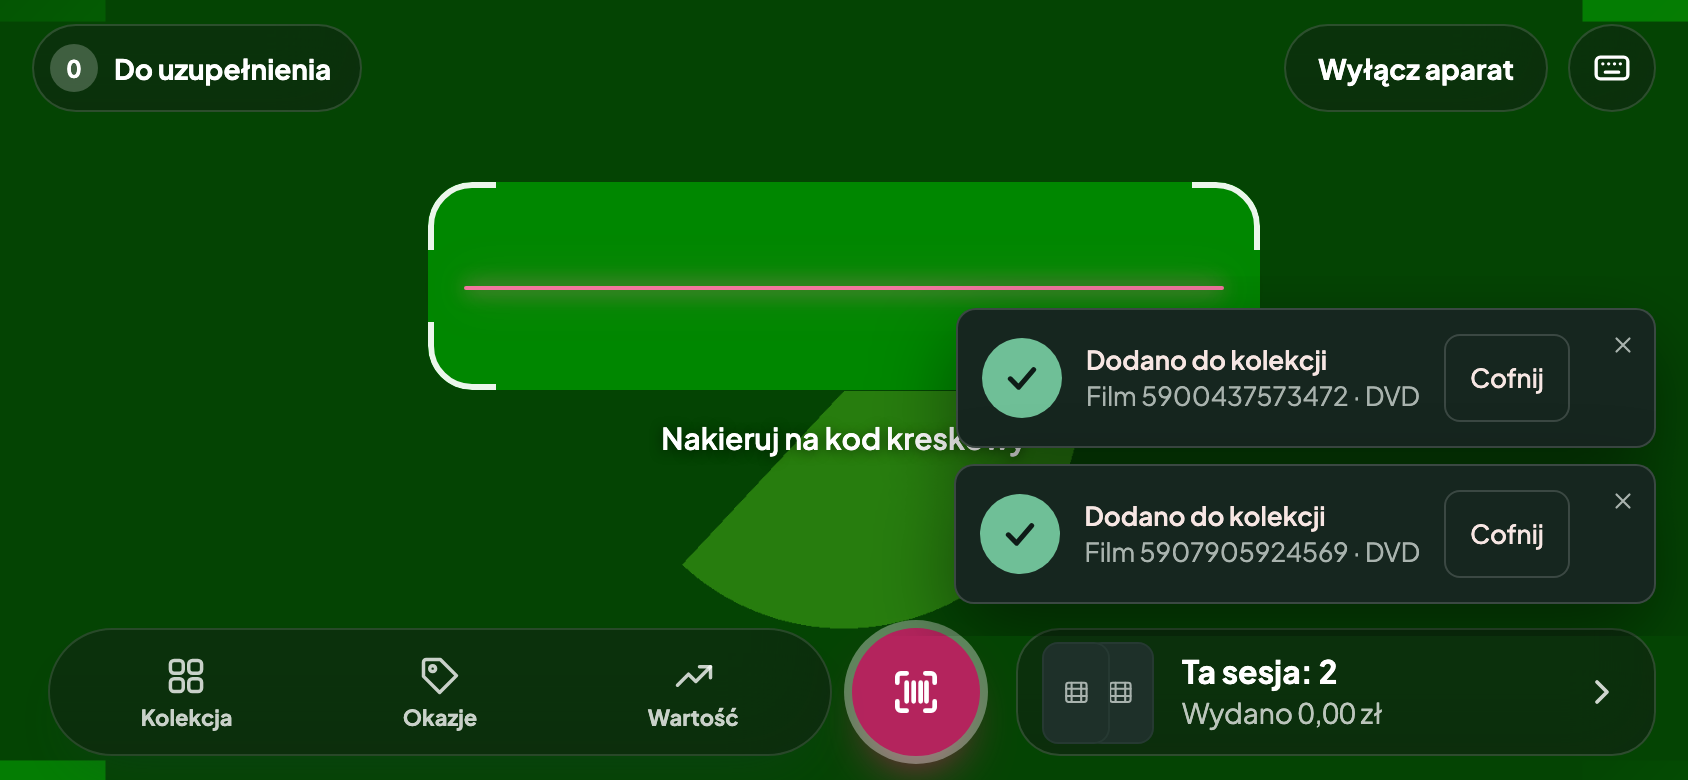 0 Do uzupełnienia
Wyłącz aparat
Nakieruj na kod kreskowy
Dodano do kolekcji
Film 5900437573472 · DVD
Cofnij
Dodano do kolekcji
Film 5907905924569 · DVD
Cofnij
Kolekcja
Okazje
Wartość
Ta sesja: 2
Wydano 0,00 zł